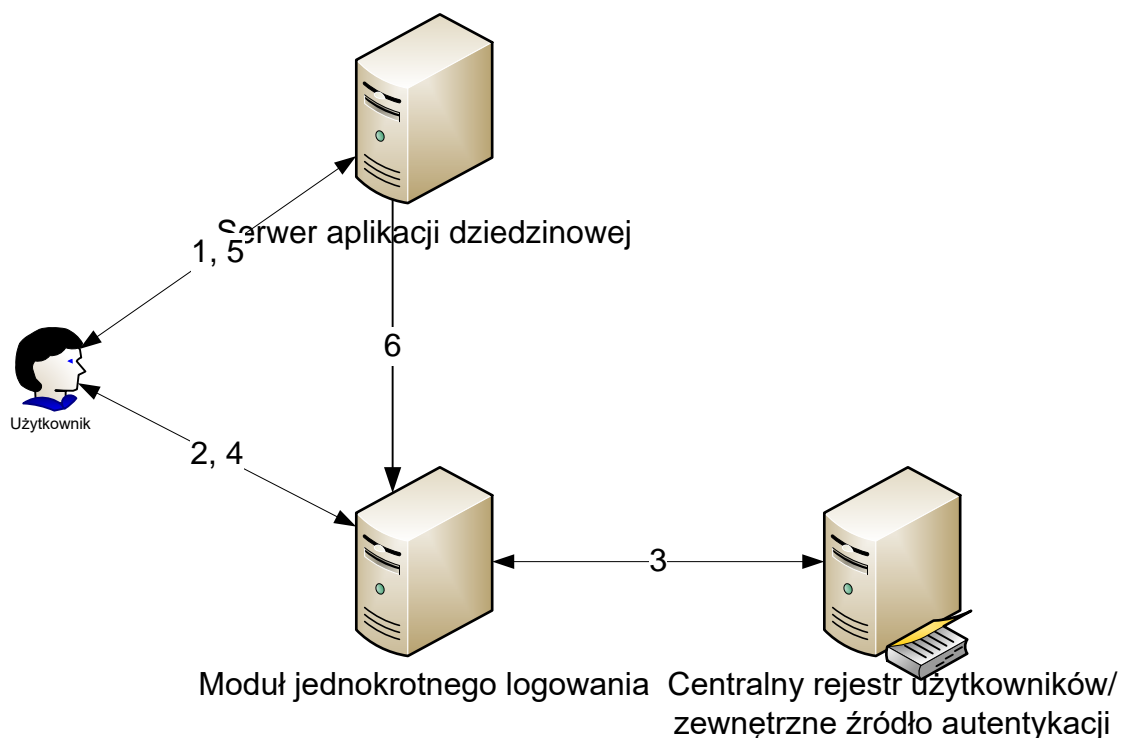 Serwer aplikacji dziedzinowej
1, 5
6
Użytkownik
2, 4
3
Moduł jednokrotnego logowania
Centralny rejestr użytkowników/
zewnętrzne źródło autentykacji